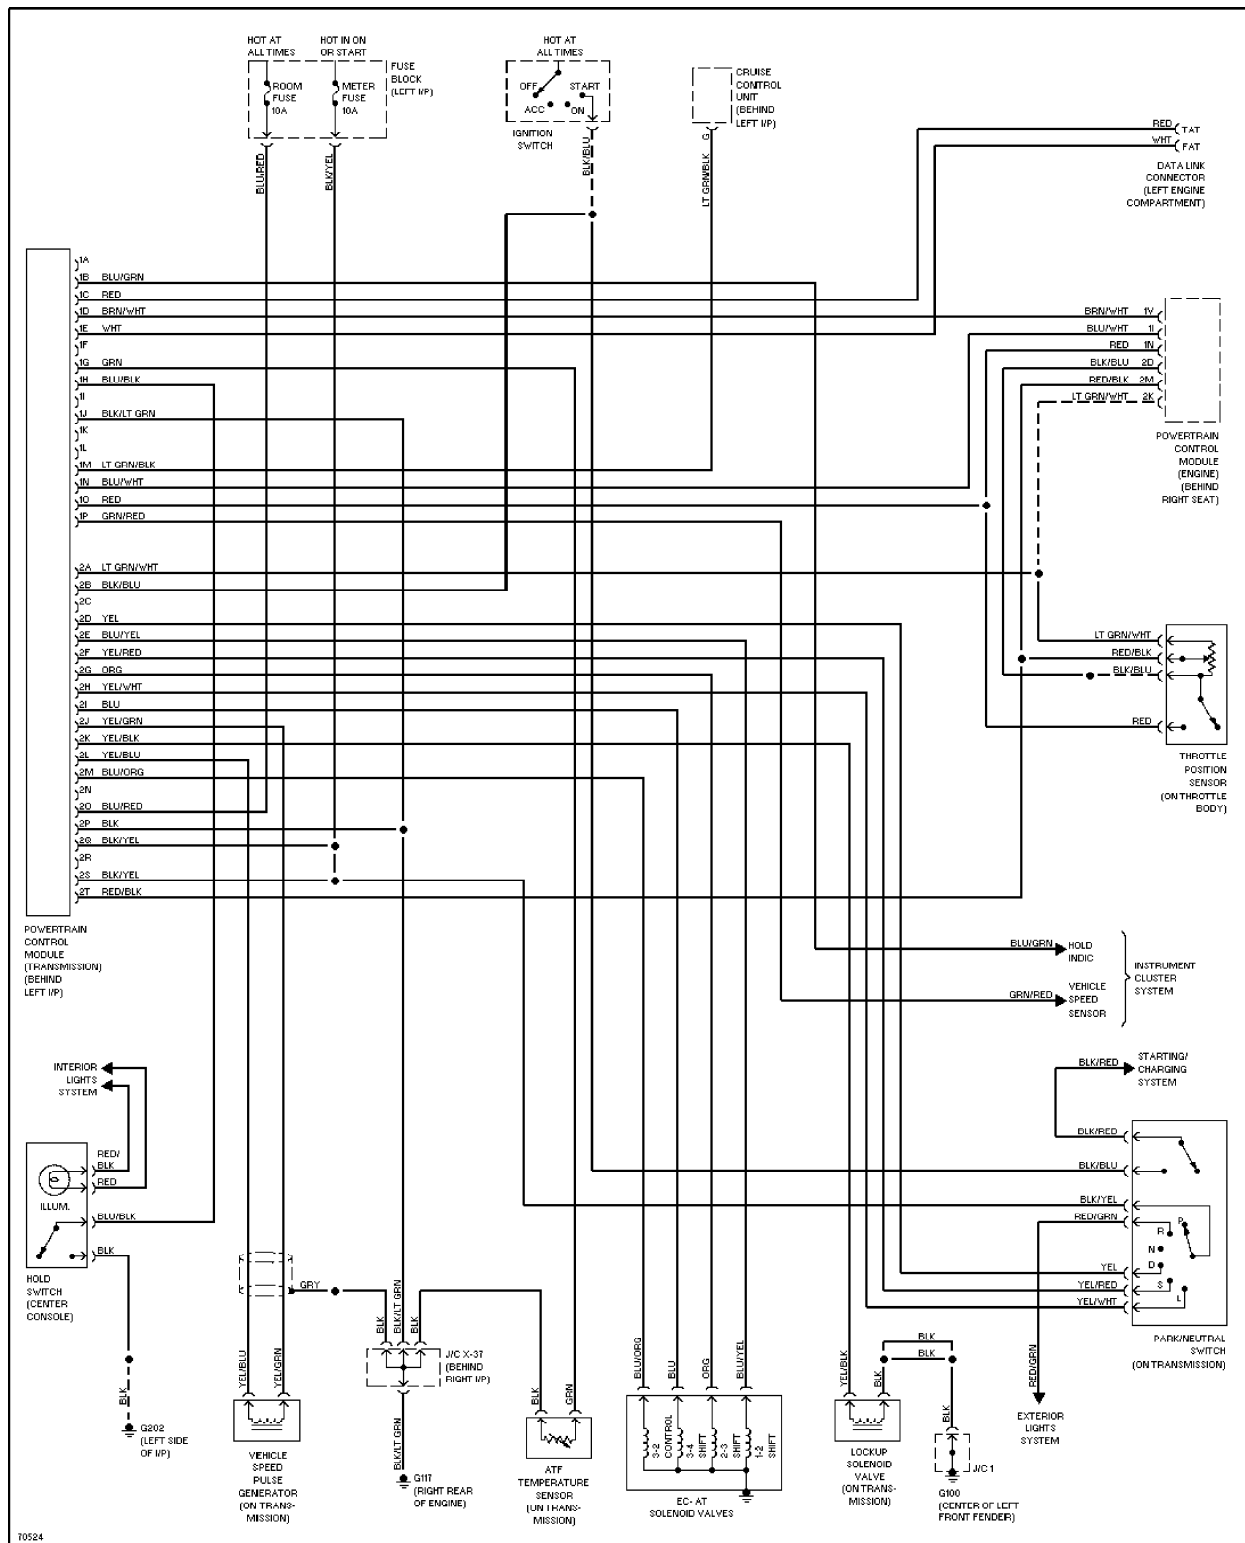 HOT AT
ALL TIMES
HOT IN ON
OR START
FUSE
BLOCK
(LEFT I/P)
ROOM
FUSE
10A
METER
FUSE
10A
BLU/RED
BLK/YEL
HOT AT
ALL TIMES
OFF
START
ACC
ON
IGNITION
SWITCH
BLK/BLU
CRUISE
CONTROL
UNIT
(BEHIND
LEFT I/P)
G
LT GRN/BLK
RED TAT
WHT FAT
DATA LINK
CONNECTOR
(LEFT ENGINE
COMPARTMENT)
1A
1B BLU/GRN
1C RED
1D BRN/WHT
1E WHT
1F
1G GRN
1H BLU/BLK
1I
1J BLK/LT GRN
1K
1L
1M LT GRN/BLK
1N BLU/WHT
1O RED
1P GRN/RED
2A LT GRN/WHT
2B BLK/BLU
2C
2D YEL
2E BLU/YEL
2F YEL/RED
2G ORG
2H YEL/WHT
2I BLU
2J YEL/GRN
2K YEL/BLK
2L YEL/BLU
2M BLU/ORG
2N
2O BLU/RED
2P BLK
2Q BLK/YEL
2R
2S BLK/YEL
2T RED/BLK
POWERTRAIN
CONTROL
MODULE
(TRANSMISSION)
(BEHIND
LEFT I/P)
BRN/WHT 1V
BLU/WHT 1I
RED 1N
BLK/BLU 2D
RED/BLK 2M
LT GRN/WHT 2K
POWERTRAIN
CONTROL
MODULE
(ENGINE)
(BEHIND
RIGHT SEAT)
LT GRN/WHT
RED/BLK
BLK/BLU
RED
THROTTLE
POSITION
SENSOR
(ON THROTTLE
BODY)
BLU/GRN
HOLD
INDIC
GRN/RED
VEHICLE
SPEED
SENSOR
INSTRUMENT
CLUSTER
SYSTEM
BLK/RED
STARTING/
CHARGING
SYSTEM
BLK/RED
BLK/BLU
BLK/YEL
RED/GRN
YEL
YEL/RED
YEL/WHT
P
R
N
D
S
L
PARK/NEUTRAL
SWITCH
(ON TRANSMISSION)
RED/GRN
EXTERIOR
LIGHTS
SYSTEM
INTERIOR
LIGHTS
SYSTEM
RED/
BLK
RED
ILLUM.
BLU/BLK
BLK
HOLD
SWITCH
(CENTER
CONSOLE)
BLK
G202
(LEFT SIDE
OF I/P)
GRY
YEL/BLU
YEL/GRN
VEHICLE
SPEED
PULSE
GENERATOR
(ON TRANS-
MISSION)
BLK
BLK/LT GRN
BLK
J/C X-37
(BEHIND
RIGHT I/P)
BLK/LT GRN
G117
(RIGHT REAR
OF ENGINE)
BLK
GRN
ATF
TEMPERATURE
SENSOR
(ON TRANS-
MISSION)
BLU/ORG
BLU
ORG
BLU/YEL
3-2
CONTROL
3-4
SHIFT
2-3
SHIFT
1-2
SHIFT
EC- AT
SOLENOID VALVES
YEL/BLK
BLK
BLK
BLK
BLK
LOCKUP
SOLENOID
VALVE
(ON TRANS-
MISSION)
J/C 1
G100
(CENTER OF LEFT
FRONT FENDER)
70524